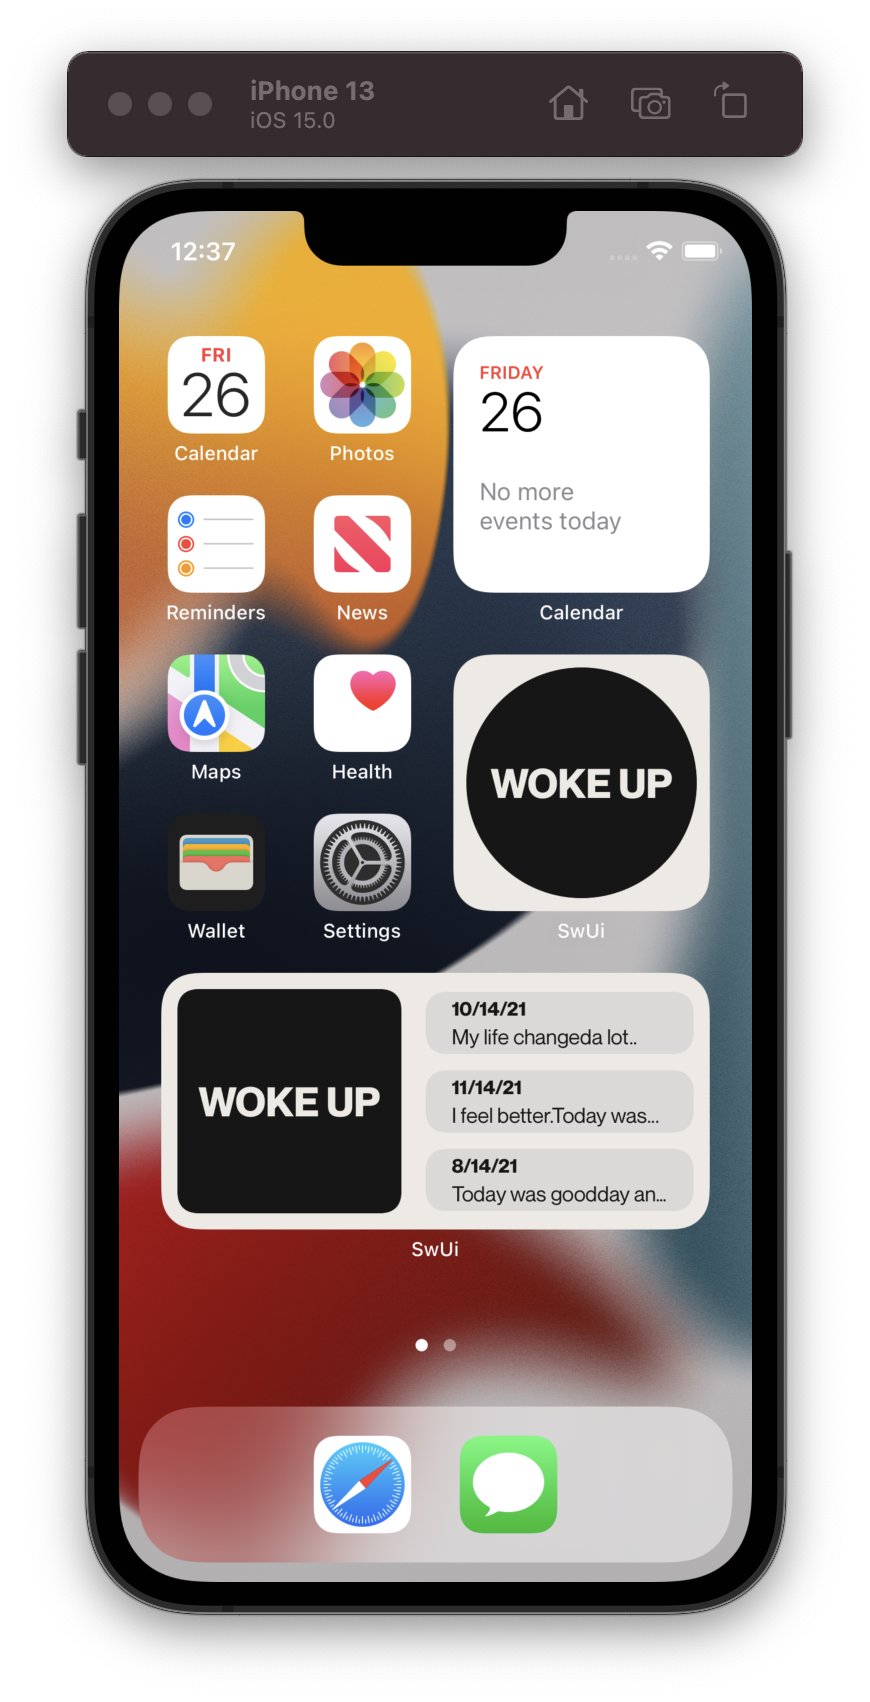 iPhone 13
iOS 15.0
12:37
FRI
26
Calendar
Photos
FRIDAY
26
No more
events today
Reminders
News
Calendar
Maps
Health
WOKE UP
Wallet
Settings
SwUi
WOKE UP
10/14/21
My life changeda lot..
11/14/21
I feel better.Today was...
8/14/21
Today was goodday an...
SwUi